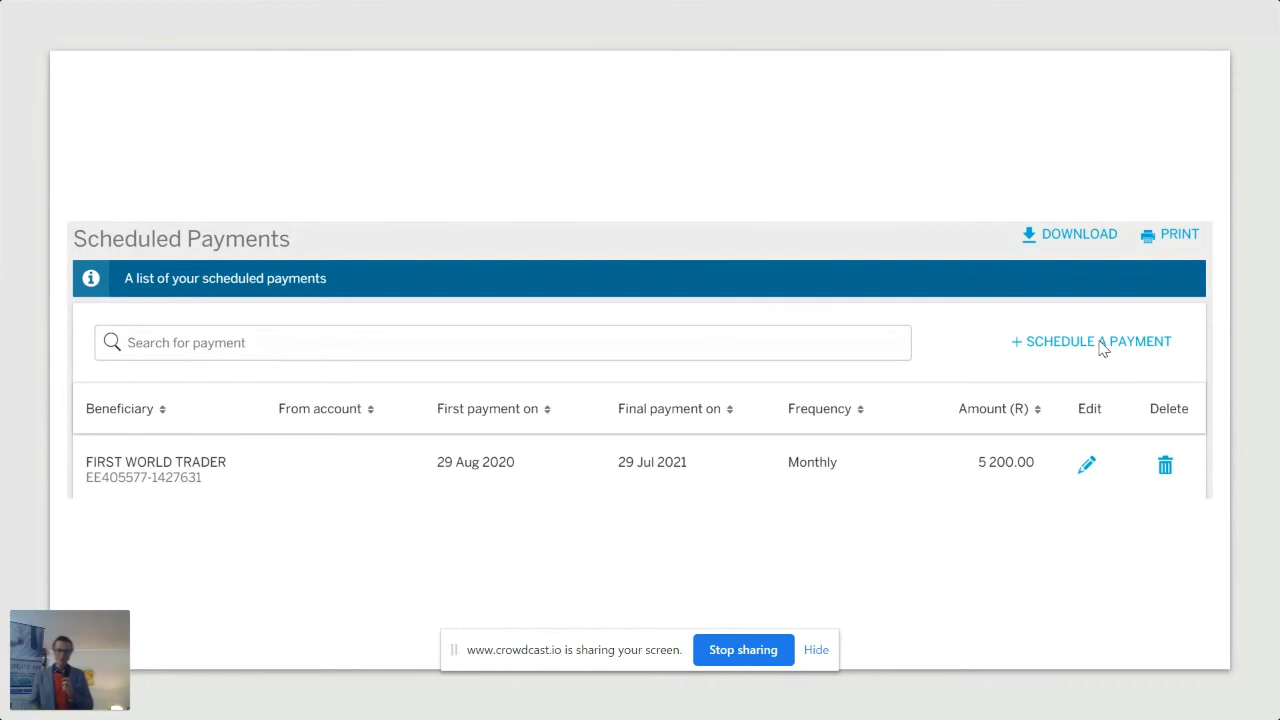 Scheduled Payments
DOWNLOAD
PRINT
A list of your scheduled payments
Search for payment
+ SCHEDULE A PAYMENT
Beneficiary
From account
First payment on
Final payment on
Frequency
Amount (R)
Edit
Delete
FIRST WORLD TRADER
29 Aug 2020
29 Jul 2021
Monthly
5 200.00
EE405577-1427631
www.crowdcast.io is sharing your screen.
Stop sharing
Hide